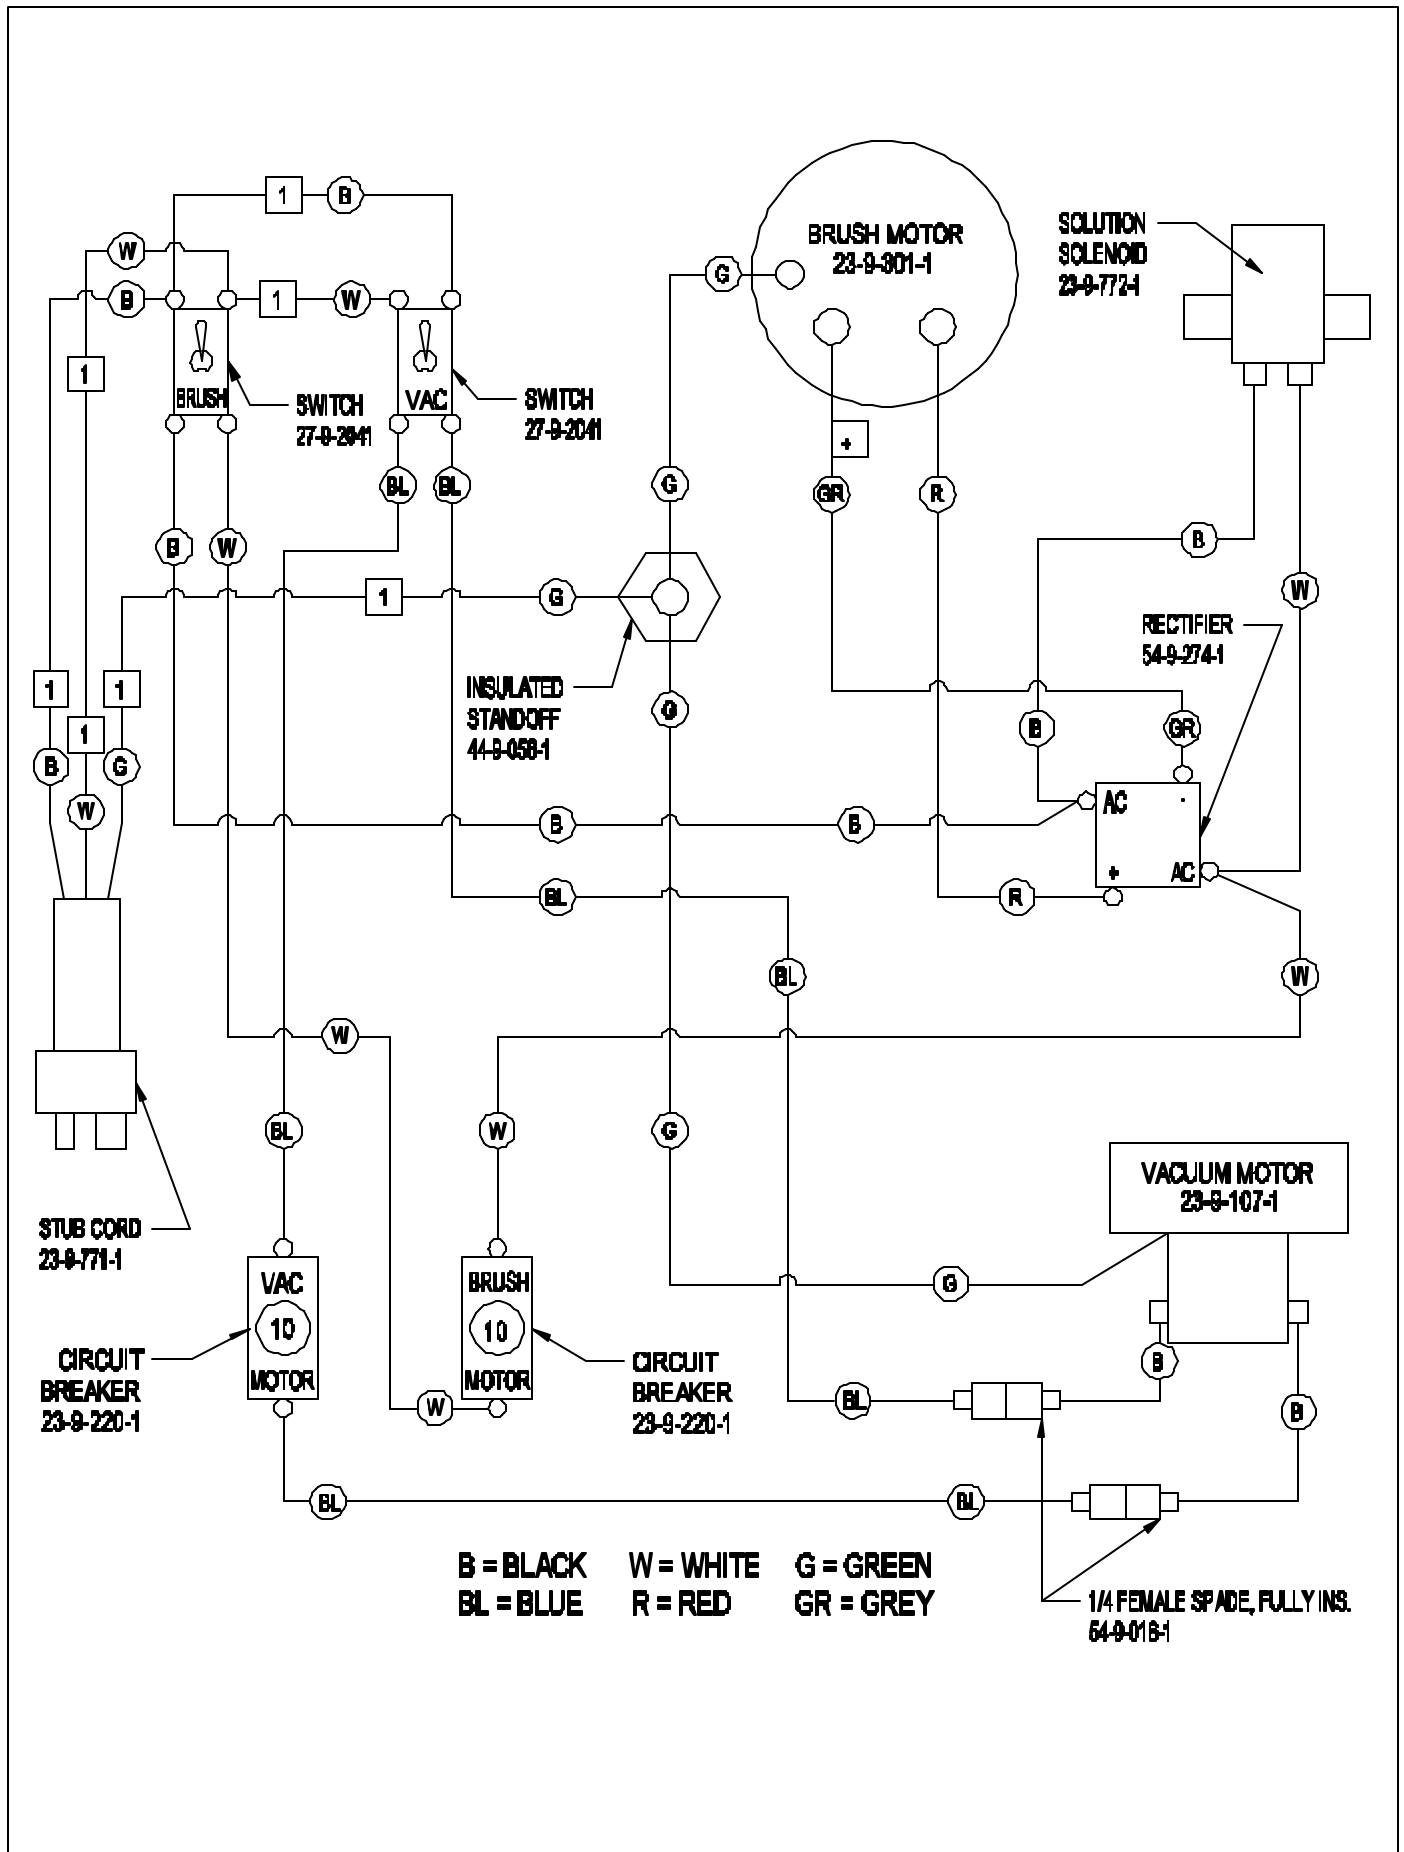 1 B
W
B 1 W
1
BRUSH
VAC
SWITCH
27-9-2041
SWITCH
27-9-2041
BRUSH MOTOR
23-9-301-1
G
+
SOLUTION
SOLENOID
23-9-772-1
BL BL
G
GR R
B W
B
W
1 G
RECTIFIER
54-9-274-1
1 1
1
B G
W
INSULATED
STANDOFF
44-9-056-1
G
B GR
AC -
+ AC
B B
BL R
BL W
W
BL W G
STUB CORD
23-9-771-1
VACUUM MOTOR
23-9-107-1
VAC
10
MOTOR
BRUSH
10
MOTOR
G
CIRCUIT
BREAKER
23-9-220-1
CIRCUIT
BREAKER
23-9-220-1
B
W BL B
BL BL
B = BLACK W = WHITE G = GREEN
BL = BLUE R = RED GR = GREY
1/4 FEMALE SPADE, FULLY INS.
54-9-016-1